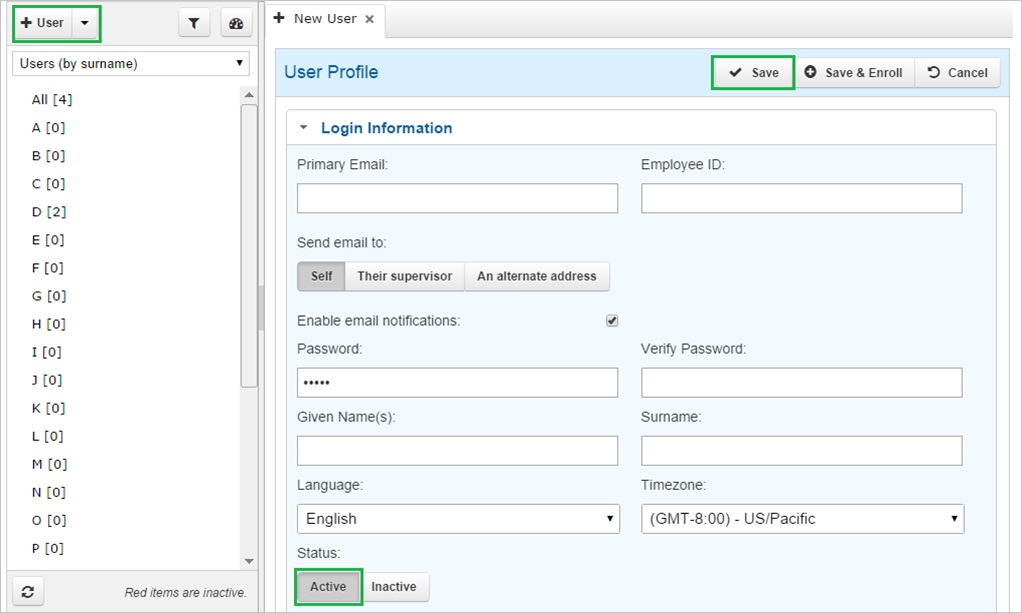 User
Users (by surname)
All [4]
A [0]
B [0]
C [0]
D [2]
E [0]
F [0]
G [0]
H [0]
I [0]
J [0]
K [0]
L [0]
M [0]
N [0]
O [0]
P [0]
Red items are inactive.
New User
User Profile
Save Save & Enroll Cancel
Login Information
Primary Email: Employee ID:
Send email to:
Self Their supervisor An alternate address
Enable email notifications:
Password: Verify Password:
•••••
Given Name(s): Surname:
Language: Timezone:
English (GMT-8:00) - US/Pacific
Status:
Active Inactive